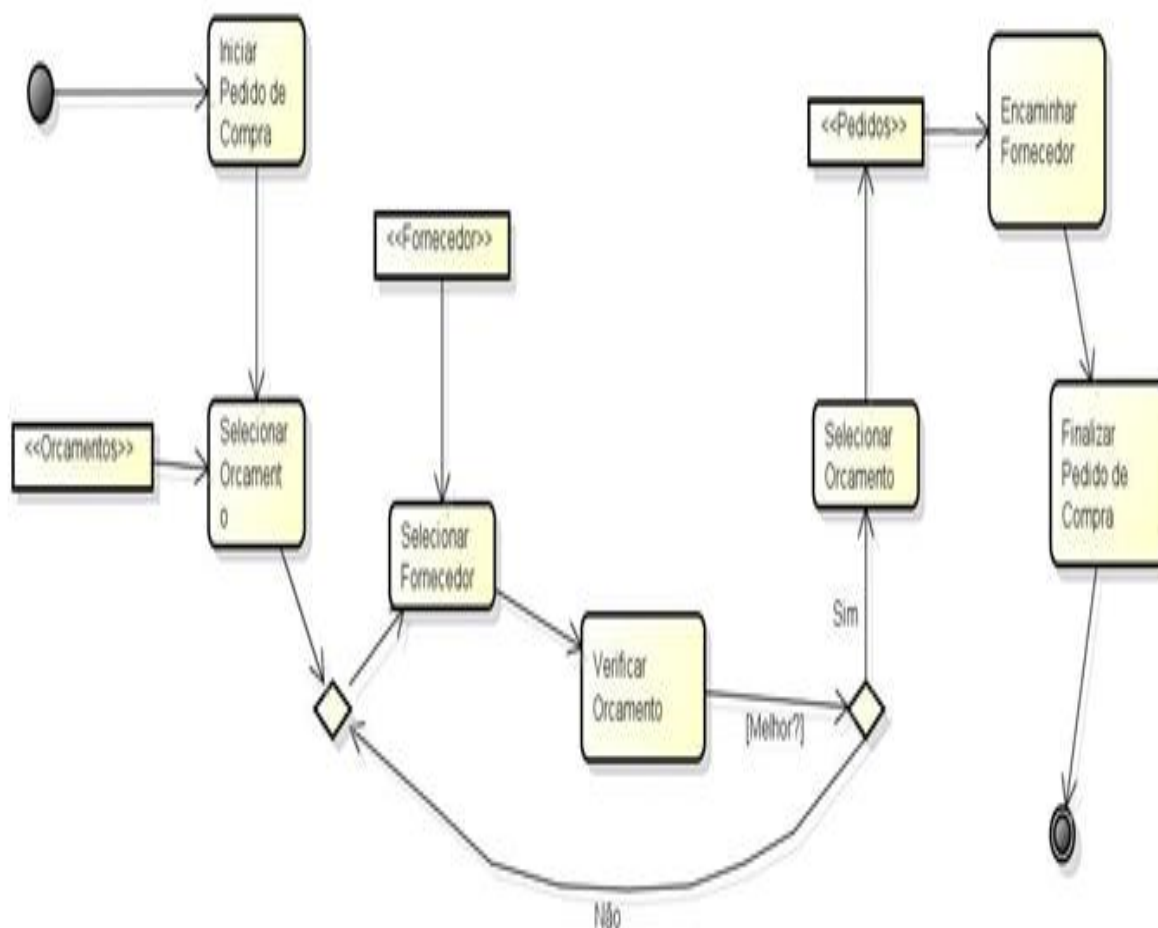 Iniciar
Pedido de
Compra
<<Orcamentos>>
Selecionar
Orcament
o
<<Fornecedor>>
Selecionar
Fornecedor
Verificar
Orcamento
[Melhor?]
Não
Sim
Selecionar
Orcamento
<<Pedidos>>
Encaminhar
Fornecedor
Finalizar
Pedido de
Compra